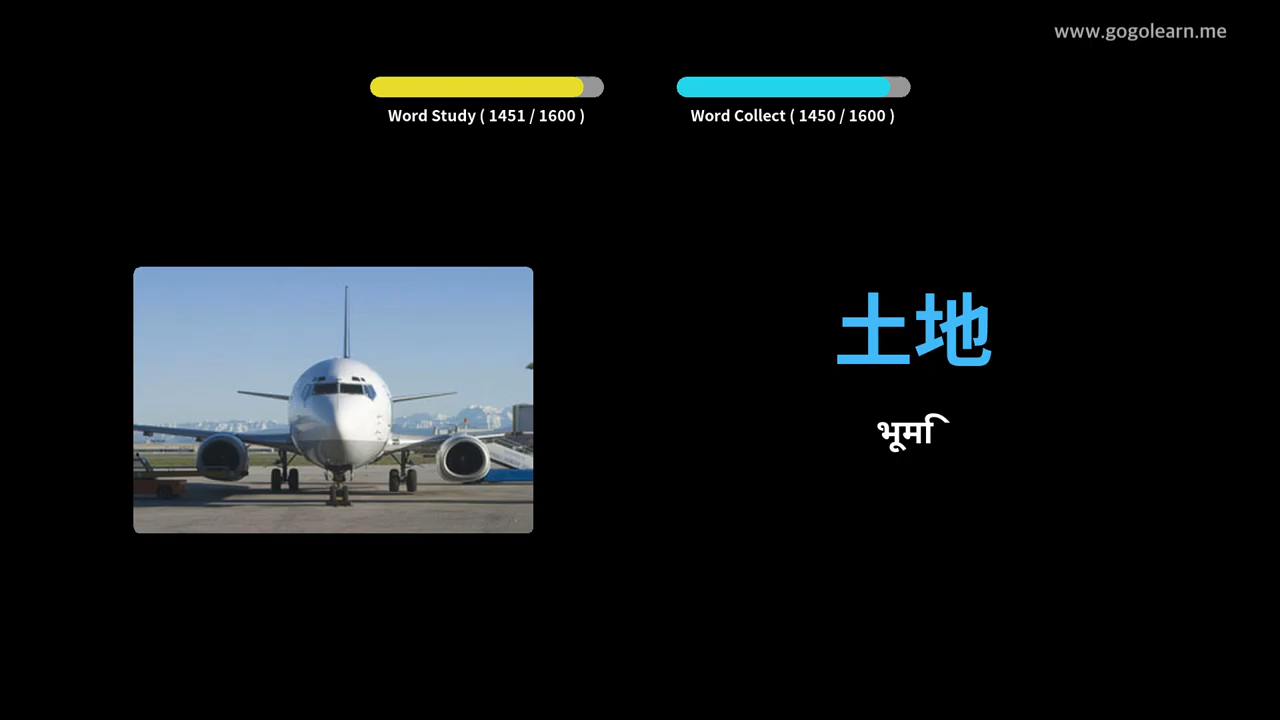 www.gogolearn.me
Word Study ( 1451 / 1600 )
Word Collect ( 1450 / 1600 )
土地
भूमि